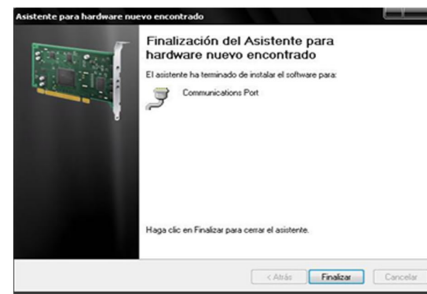 Asistente para hardware nuevo encontrado
Finalización del Asistente para
hardware nuevo encontrado
El asistente ha terminado de instalar el software para:
Communications Port
Haga clic en Finalizar para cerrar el asistente.
< Atrás
Finalizar
Cancelar